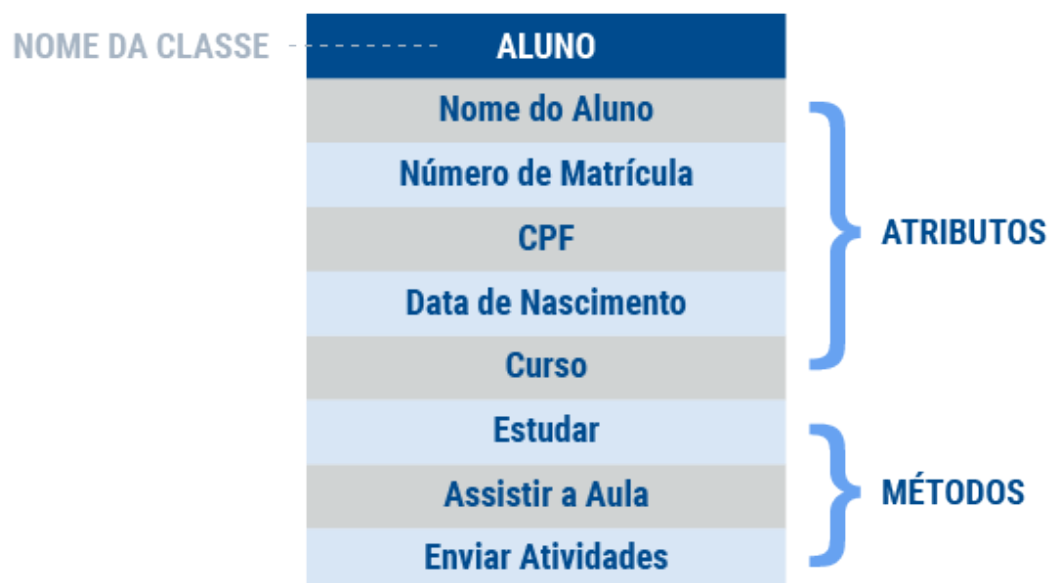 NOME DA CLASSE
ALUNO
Nome do Aluno
Número de Matrícula
CPF
ATRIBUTOS
Data de Nascimento
Curso
Estudar
Assistir a Aula
MÉTODOS
Enviar Atividades